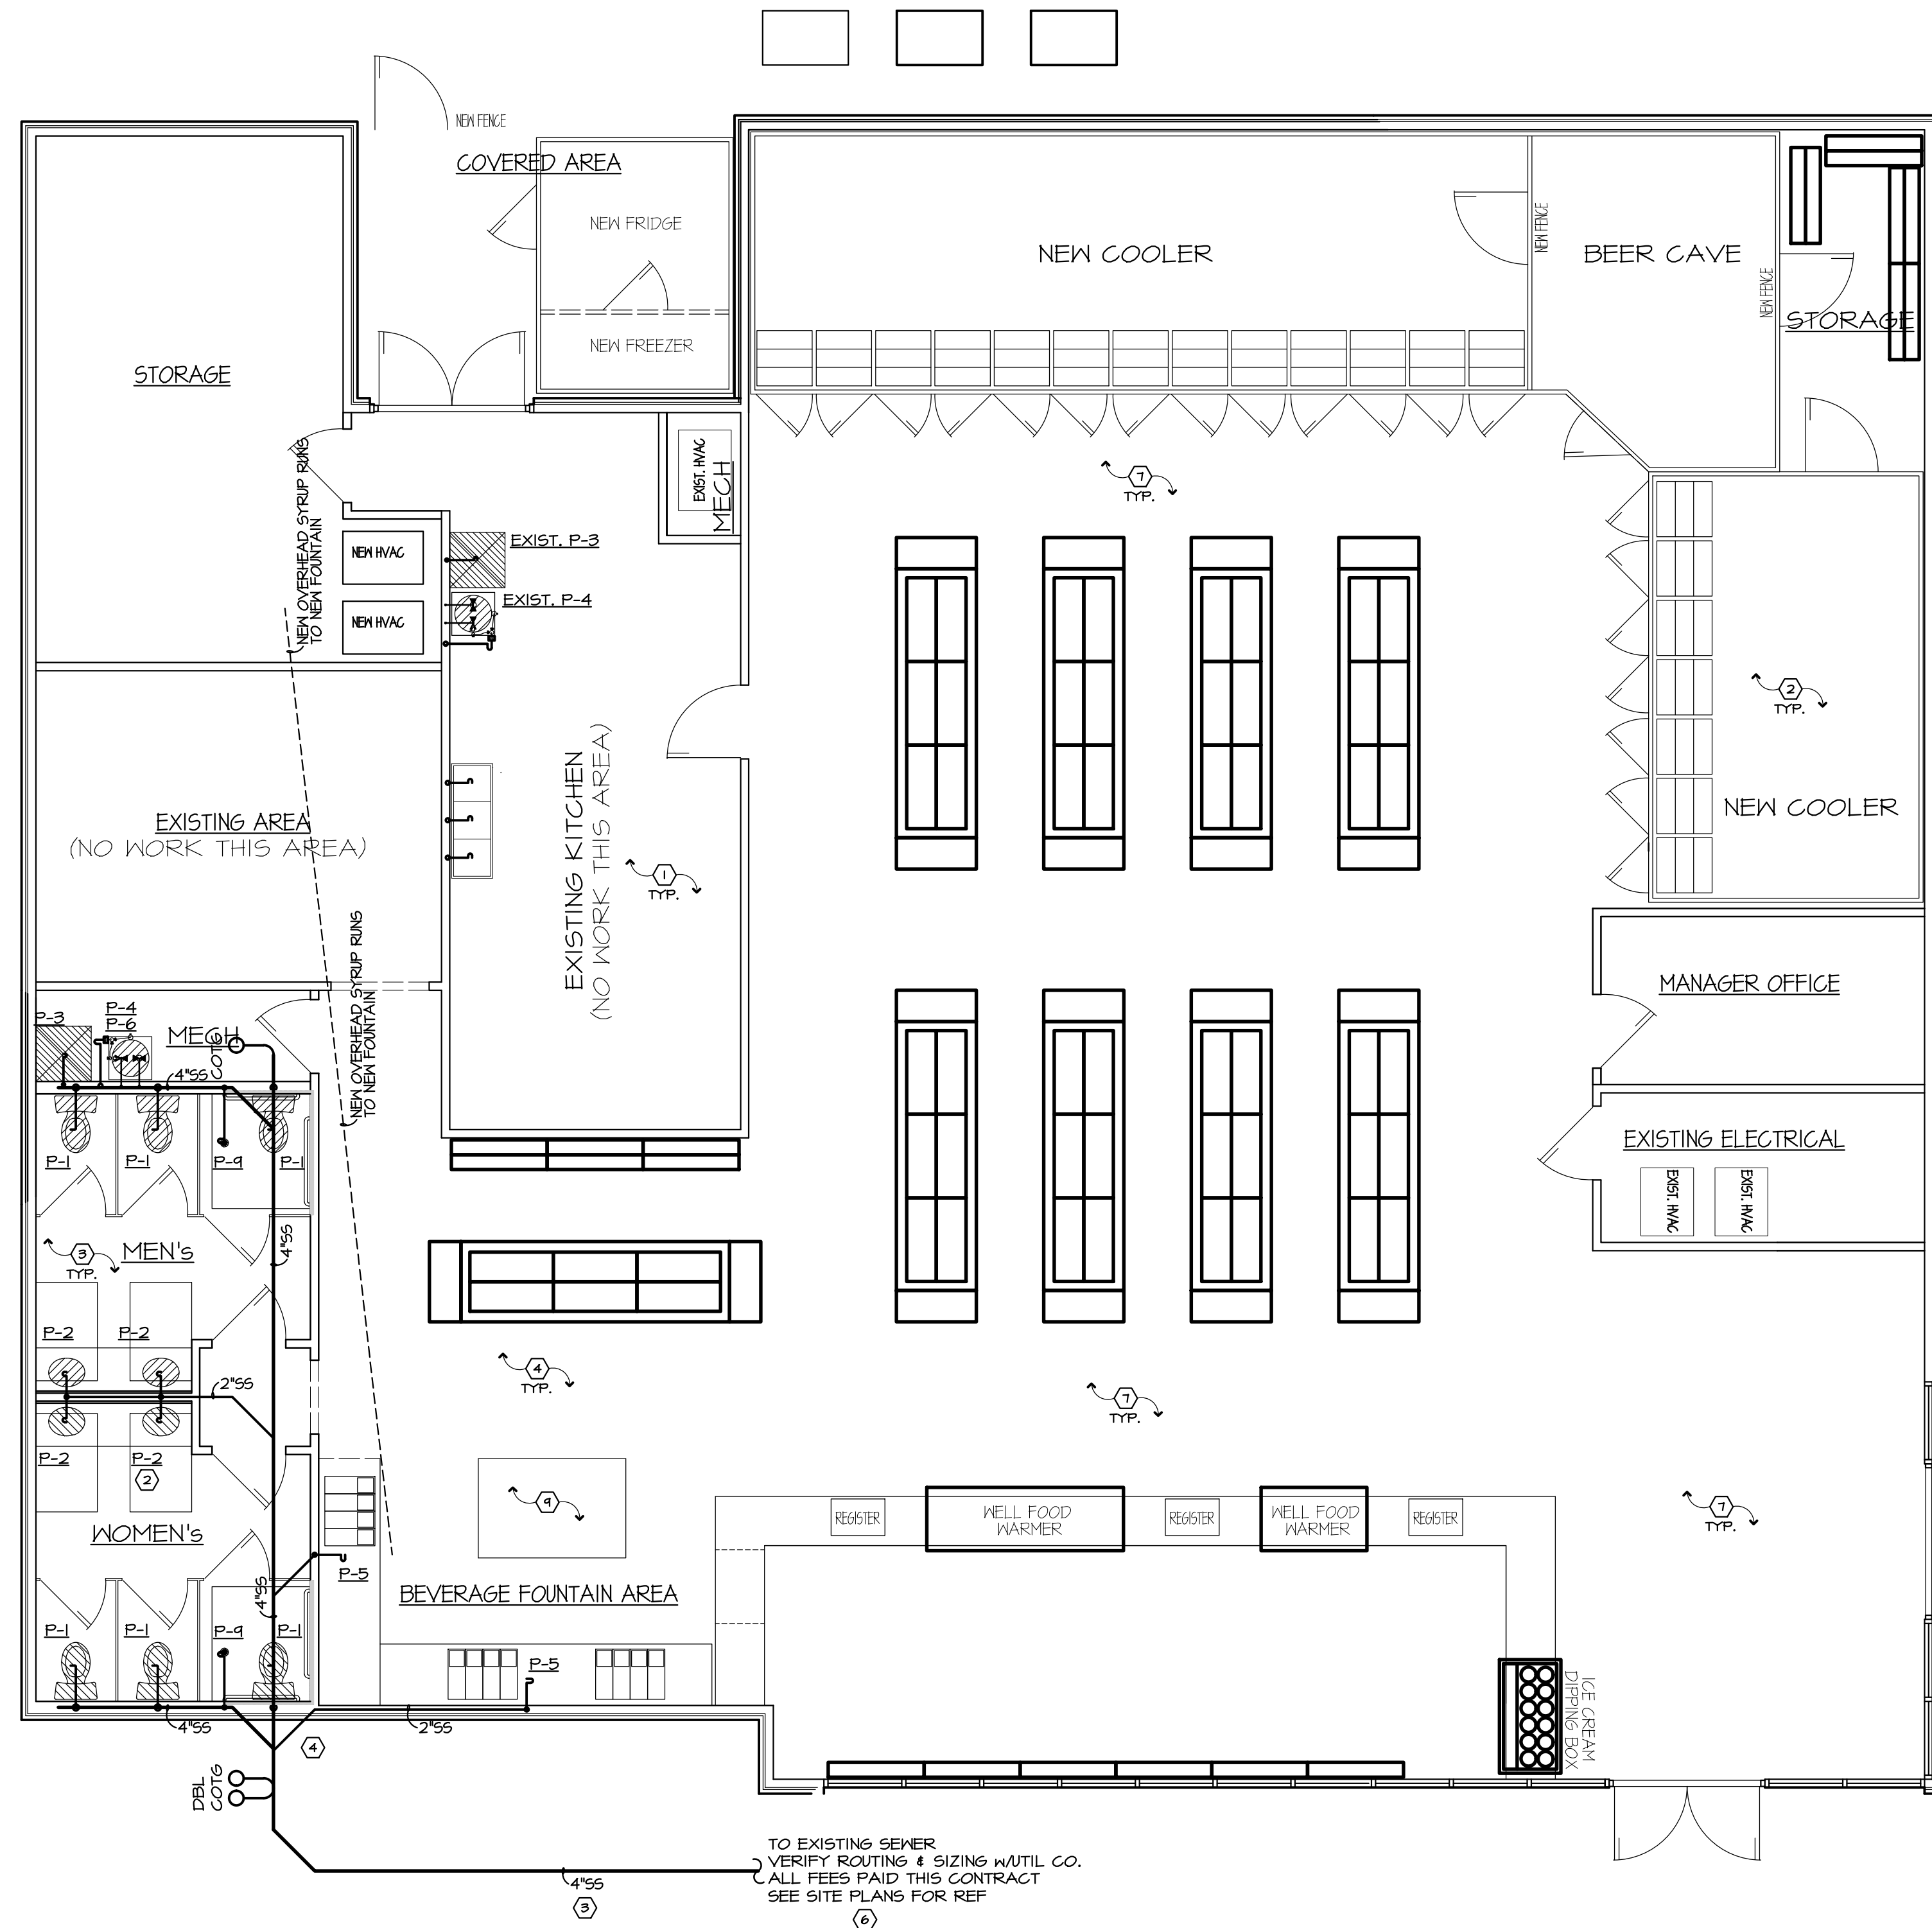 NEW FENCE
COVERED AREA
NEW FRIDGE
NEW FREEZER
NEW COOLER
NEW FENCE
BEER CAVE
NEW FENCE
STORAGE
STORAGE
EXIST. HVAC
MECH
7
TYP.
NEW OVERHEAD SYRUP RUNS
TO NEW FOUNTAIN
NEW HVAC
NEW HVAC
EXIST. P-3
EXIST. P-4
2
TYP.
NEW COOLER
EXISTING AREA
(NO WORK THIS AREA)
EXISTING KITCHEN
(NO WORK THIS AREA)
1
TYP.
NEW OVERHEAD SYRUP RUNS
TO NEW FOUNTAIN
MANAGER OFFICE
P-3
P-4
P-6
MECH
COTG
4"SS
EXISTING ELECTRICAL
EXIST. HVAC
EXIST. HVAC
P-1
P-1
P-9
P-1
4"SS
3
TYP.
MEN's
P-2
P-2
2"SS
4
TYP.
7
TYP.
P-2
P-2
2
WOMEN's
9
7
TYP.
REGISTER
WELL FOOD
WARMER
REGISTER
WELL FOOD
WARMER
REGISTER
P-5
4"SS
BEVERAGE FOUNTAIN AREA
P-1
P-1
P-9
P-1
P-5
4"SS
2"SS
4
ICE CREAM
DIPPING BOX
DBL
COTG
TO EXISTING SEWER
VERIFY ROUTING & SIZING W/UTIL CO.
ALL FEES PAID THIS CONTRACT
SEE SITE PLANS FOR REF
4"SS
3
6